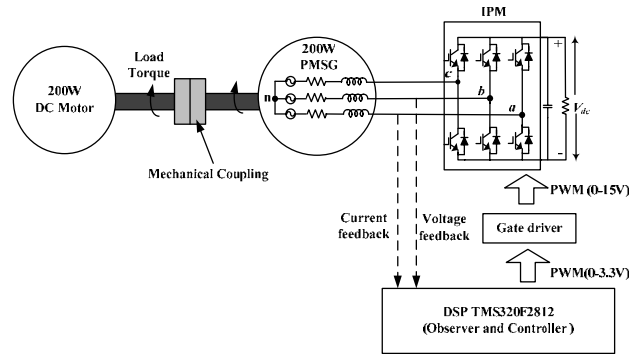 IPM
200W
DC Motor
Load
Torque
Mechanical Coupling
200W
PMSG
n
c
b
a
+
Vdc
-
PWM (0-15V)
Gate driver
PWM(0-3.3V)
Current
feedback
Voltage
feedback
DSP TMS320F2812
(Observer and Controller)